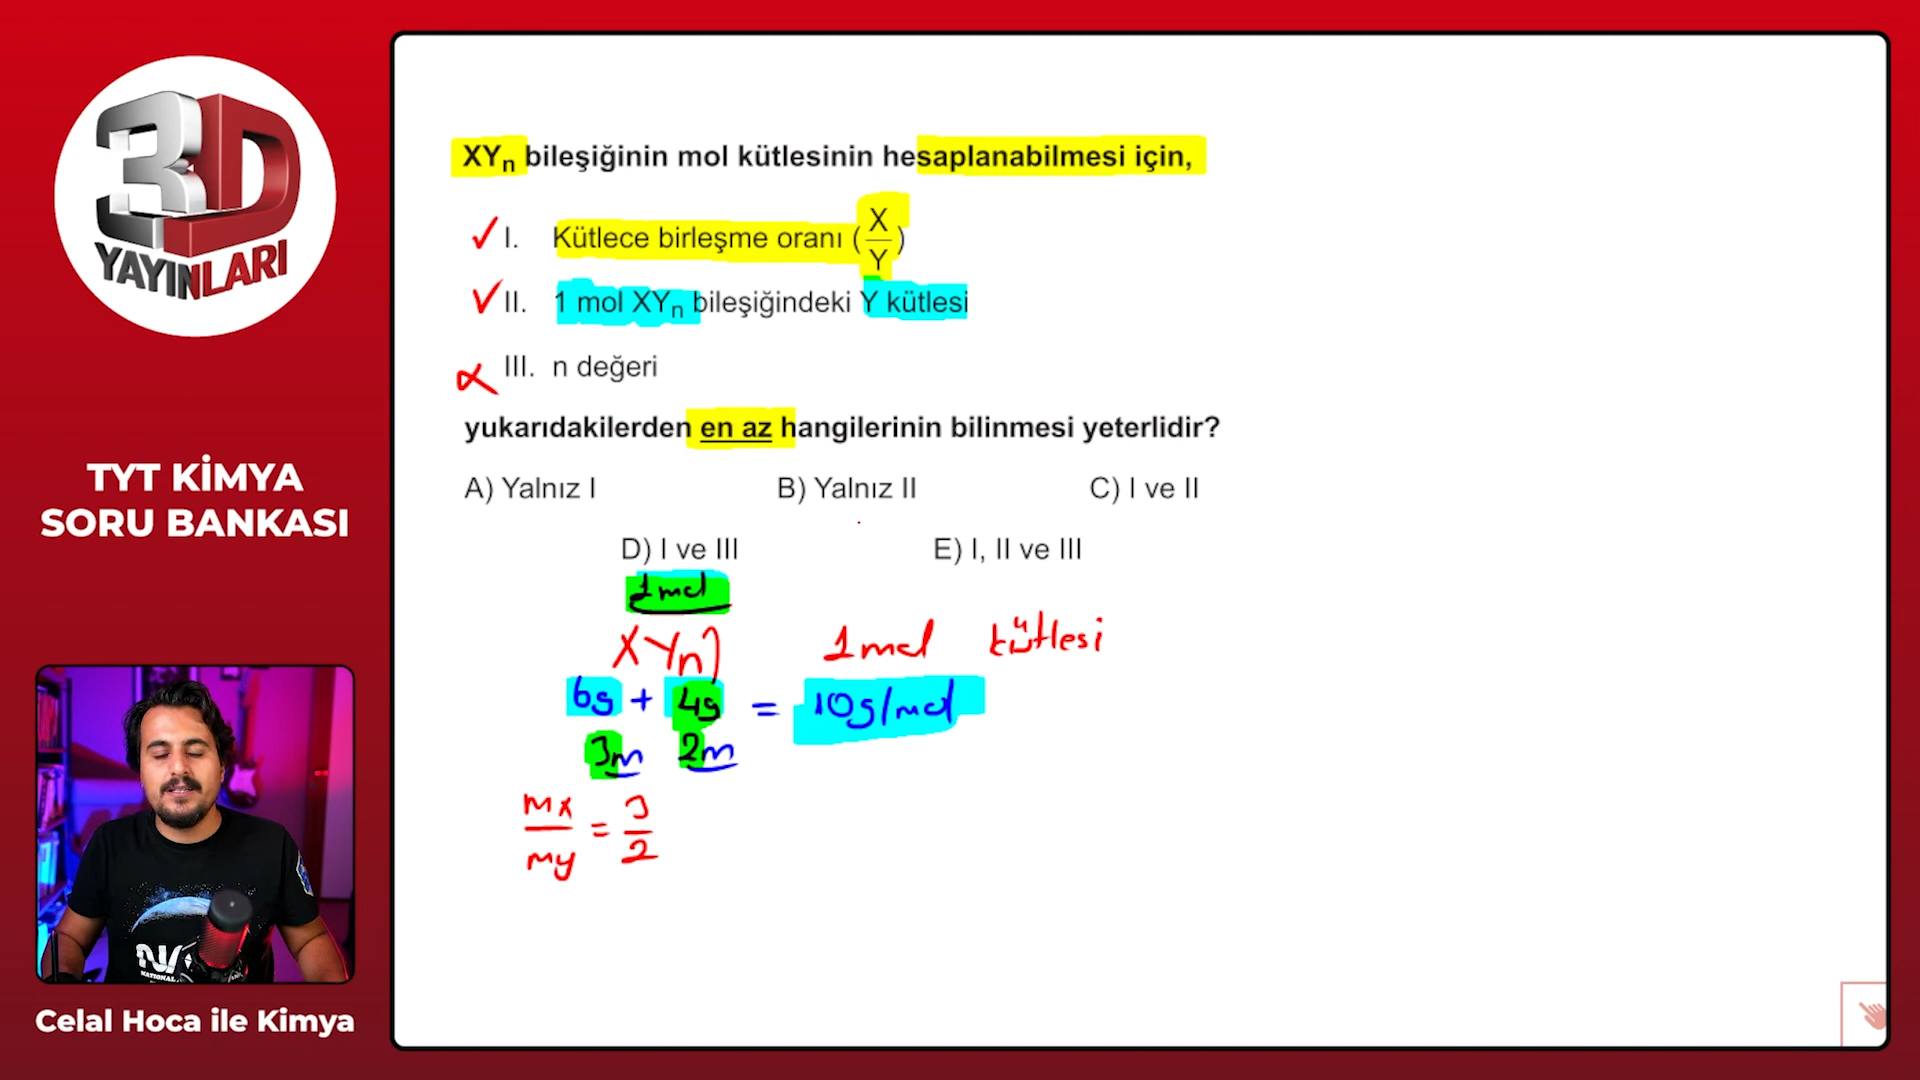 3D
YAYINLARI
TYT KİMYA
SORU BANKASI
Celal Hoca ile Kimya
XYn bileşiğinin mol kütlesinin hesaplanabilmesi için,
✓ I. Kütlece birleşme oranı (X/Y)
✓ II. 1 mol XYn bileşiğindeki Y kütlesi
III. n değeri
yukarıdakilerden en az hangilerinin bilinmesi yeterlidir?
A) Yalnız I B) Yalnız II C) I ve II
D) I ve III E) I, II ve III
1 mol
XYn 1 mol kütlesi
6g + 4g = 10g/mol
3m 2m
mx/my = 3/2